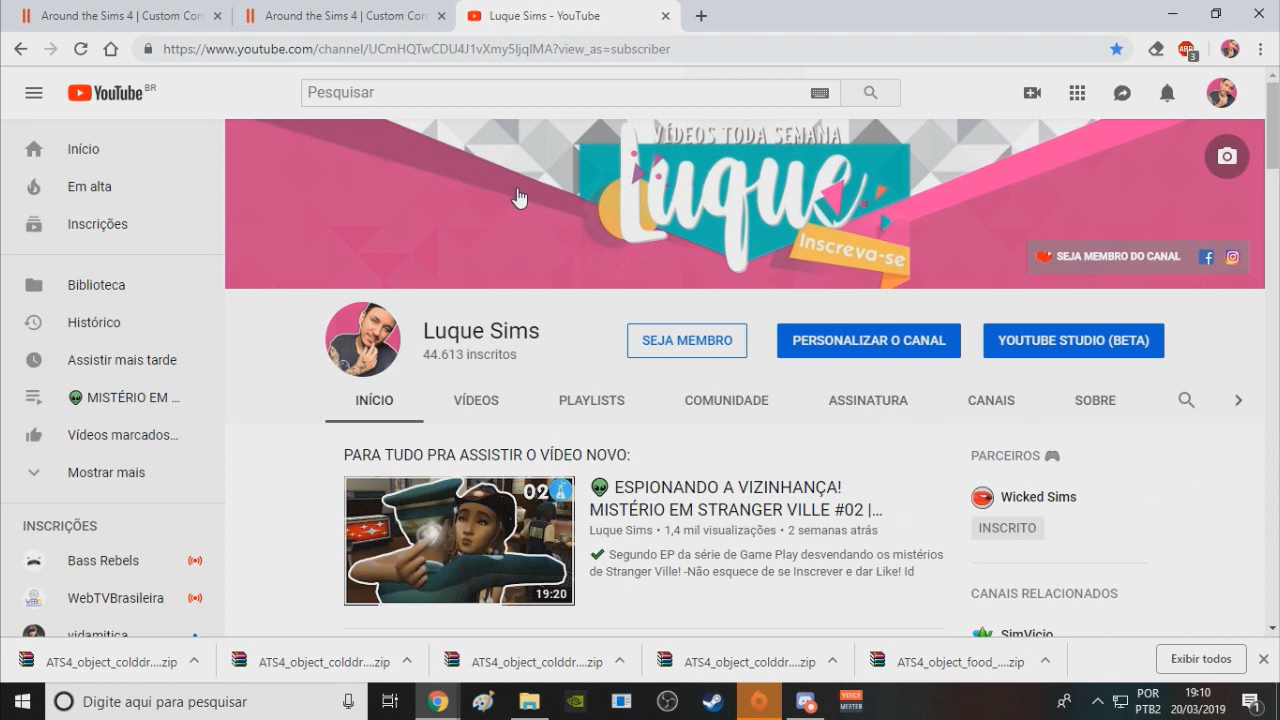 Around the Sims 4 | Custom Con
Around the Sims 4 | Custom Con
Luque Sims - YouTube
https://www.youtube.com/channel/UCmHQTwCDU4J1vXmy5ljqlMA?view_as=subscriber
ABP
3
YouTube BR
Pesquisar
Início
Em alta
Inscrições
Biblioteca
Histórico
Assistir mais tarde
MISTÉRIO EM ...
Vídeos marcados...
Mostrar mais
INSCRIÇÕES
Bass Rebels
WebTVBrasileira
vidamitica
VÍDEOS TODA SEMANA
Luque
Inscreva-se
SEJA MEMBRO DO CANAL
Luque Sims
44.613 inscritos
SEJA MEMBRO
PERSONALIZAR O CANAL
YOUTUBE STUDIO (BETA)
INÍCIO
VÍDEOS
PLAYLISTS
COMUNIDADE
ASSINATURA
CANAIS
SOBRE
PARA TUDO PRA ASSISTIR O VÍDEO NOVO:
02
19:20
ESPIONANDO A VIZINHANÇA!
MISTÉRIO EM STRANGER VILLE #02 |...
Luque Sims • 1,4 mil visualizações • 2 semanas atrás
Segundo EP da série de Game Play desvendando os mistérios
de Stranger Ville! -Não esquece de se Inscrever e dar Like! Id
PARCEIROS
Wicked Sims
INSCRITO
CANAIS RELACIONADOS
SimVicio
ATS4_object_colddr....zip
ATS4_object_colddr....zip
ATS4_object_colddr....zip
ATS4_object_colddr....zip
ATS4_object_food_....zip
Exibir todos
Digite aqui para pesquisar
VOICE
MEETER
POR
PTB2
19:10
20/03/2019
1